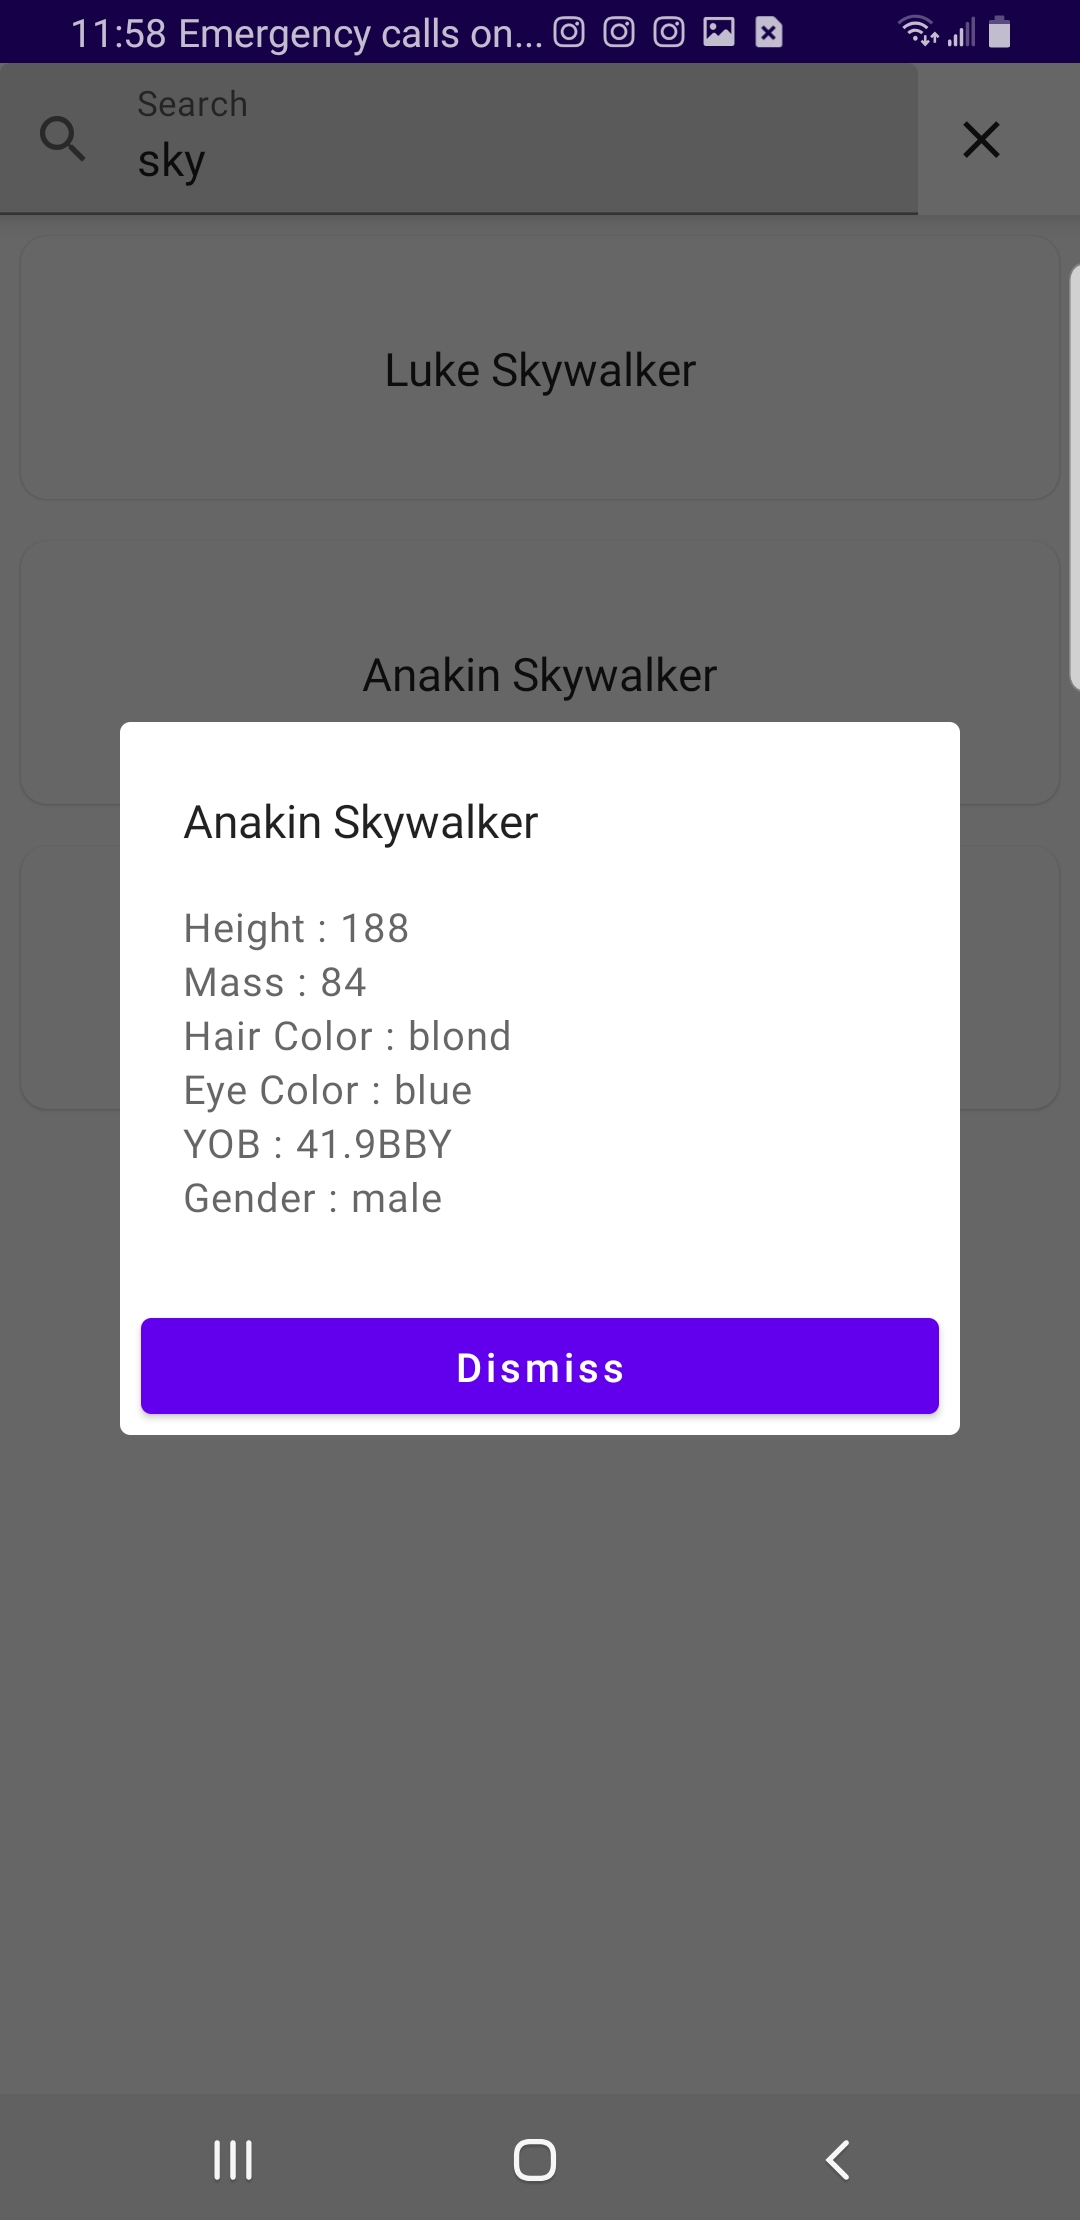 11:58 Emergency calls on...
Search
sky
Luke Skywalker
Anakin Skywalker
Anakin Skywalker
Height : 188
Mass : 84
Hair Color : blond
Eye Color : blue
YOB : 41.9BBY
Gender : male
Dismiss